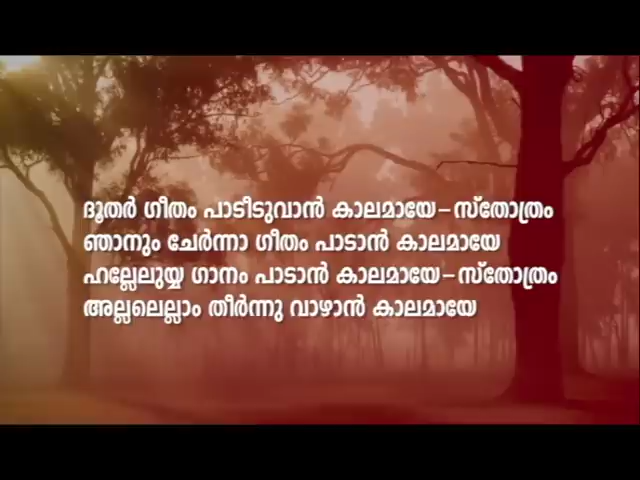 ദൂതർ ഗീതം പാടീടുവാൻ കാലമായേ – സ്തോത്രം
ഞാനും ചേർന്നാ ഗീതം പാടാൻ കാലമായേ
ഹല്ലേലുയ്യ ഗാനം പാടാൻ കാലമായേ – സ്തോത്രം
അല്ലലെല്ലാം തീർന്നു വാഴാൻ കാലമായേ